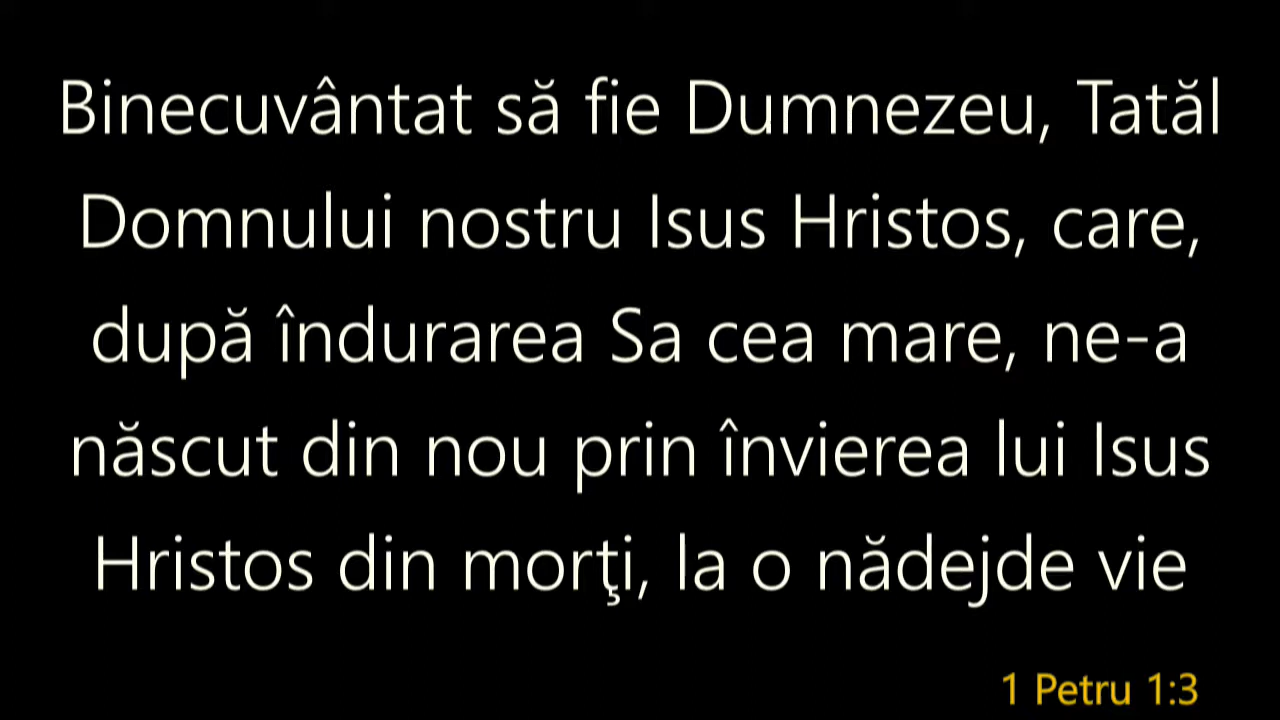 Binecuvântat să fie Dumnezeu, Tatăl
Domnului nostru Isus Hristos, care,
după îndurarea Sa cea mare, ne-a
născut din nou prin învierea lui Isus
Hristos din morţi, la o nădejde vie
1 Petru 1:3